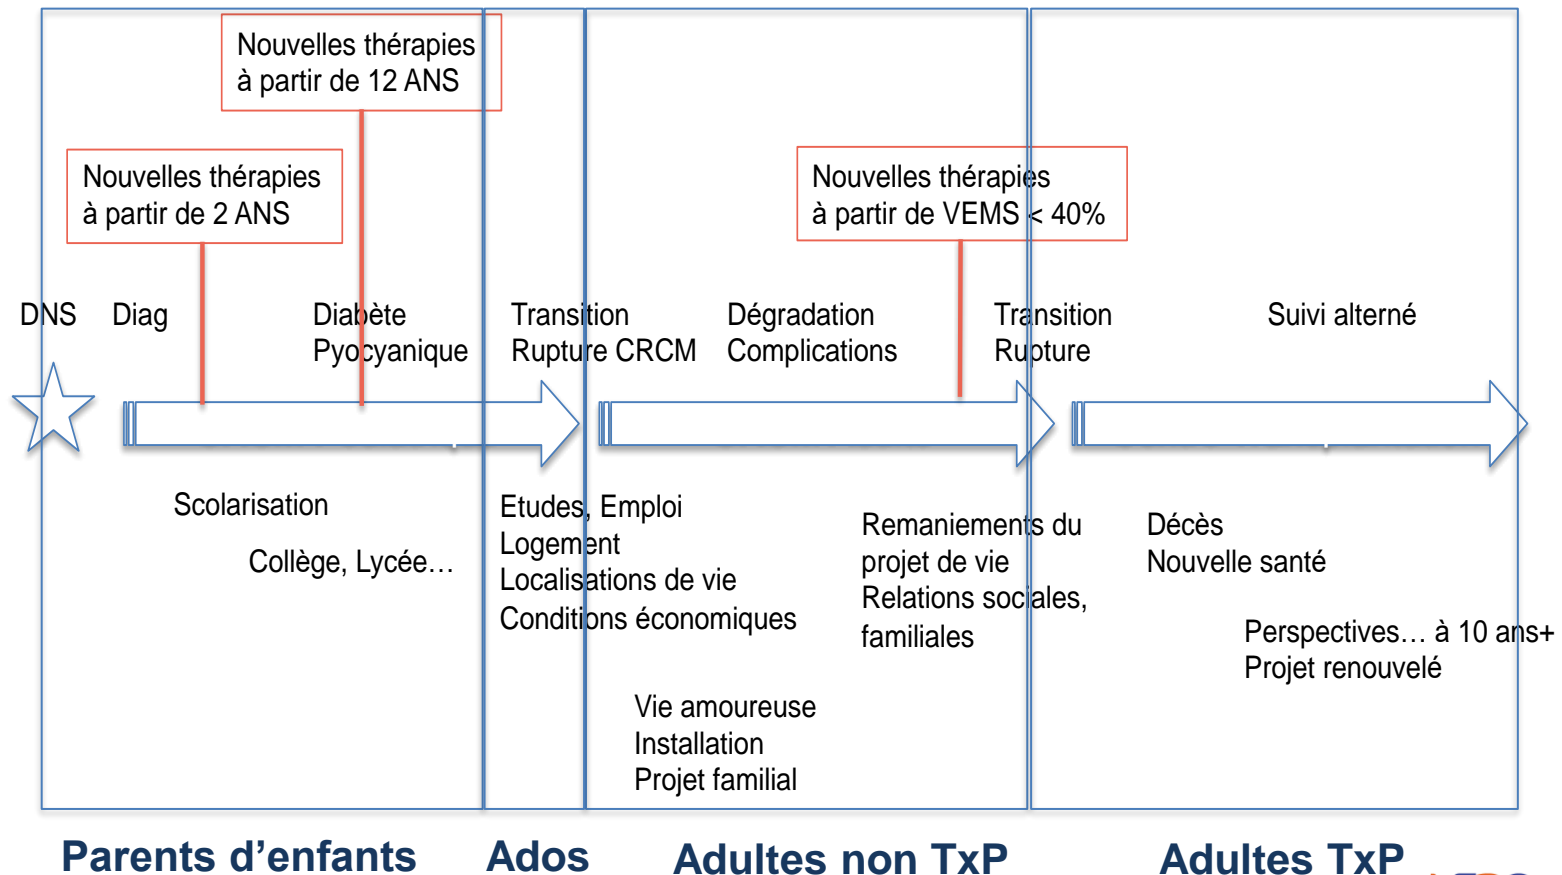 Nouvelles thérapies
à partir de 12 ANS
Nouvelles thérapies
à partir de 2 ANS
Nouvelles thérapies
à partir de VEMS < 40%
DNS
Diag
Diabète
Pyocyanique
Transition
Rupture CRCM
Dégradation
Complications
Transition
Rupture
Suivi alterné
Scolarisation
Collège, Lycée…
Etudes, Emploi
Logement
Localisations de vie
Conditions économiques
Vie amoureuse
Installation
Projet familial
Remaniements du
projet de vie
Relations sociales,
familiales
Décès
Nouvelle santé
Perspectives… à 10 ans+
Projet renouvelé
Parents d’enfants
Ados
Adultes non TxP
Adultes TxP